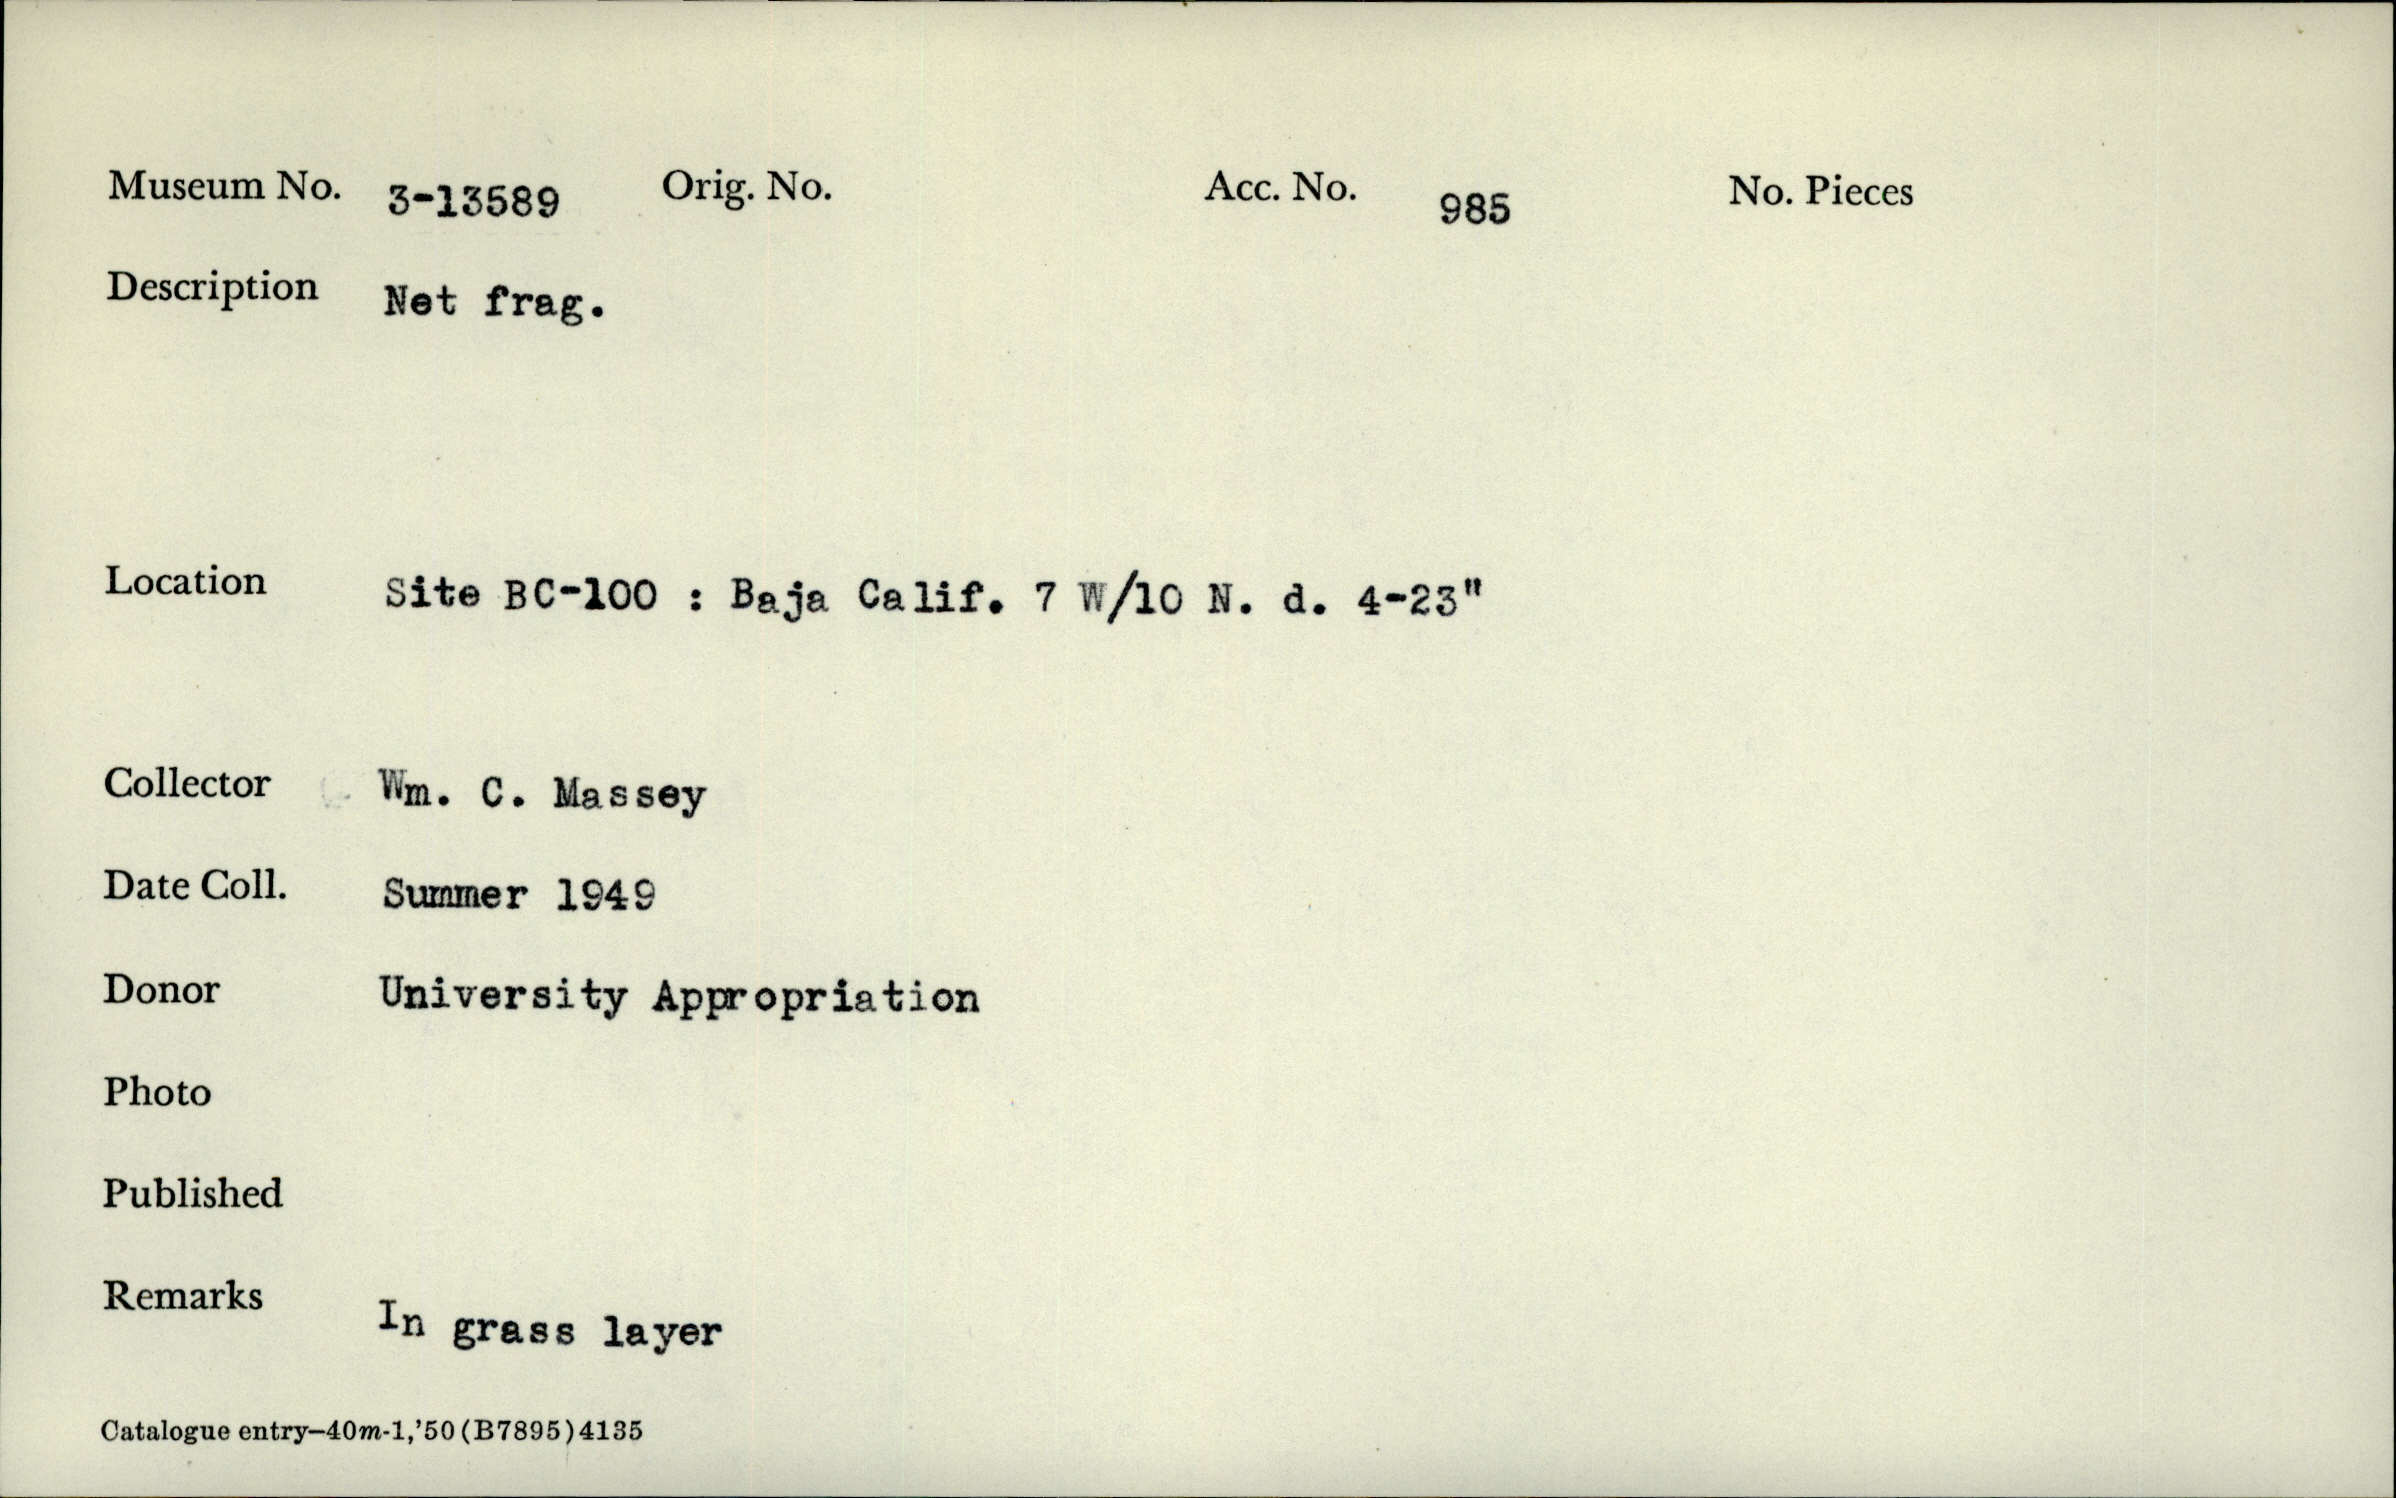 Museum No. 3-13589 Orig. No. Acc. No. 985 No. Pieces
Description Net frag.
Location Site BC-100 : Baja Calif. 7 W/10 N. d. 4-23"
Collector Wm. C. Massey
Date Coll. Summer 1949
Donor University Appropriation
Photo
Published
Remarks In grass layer
Catalogue entry—40m-1,'50(B7895)4135